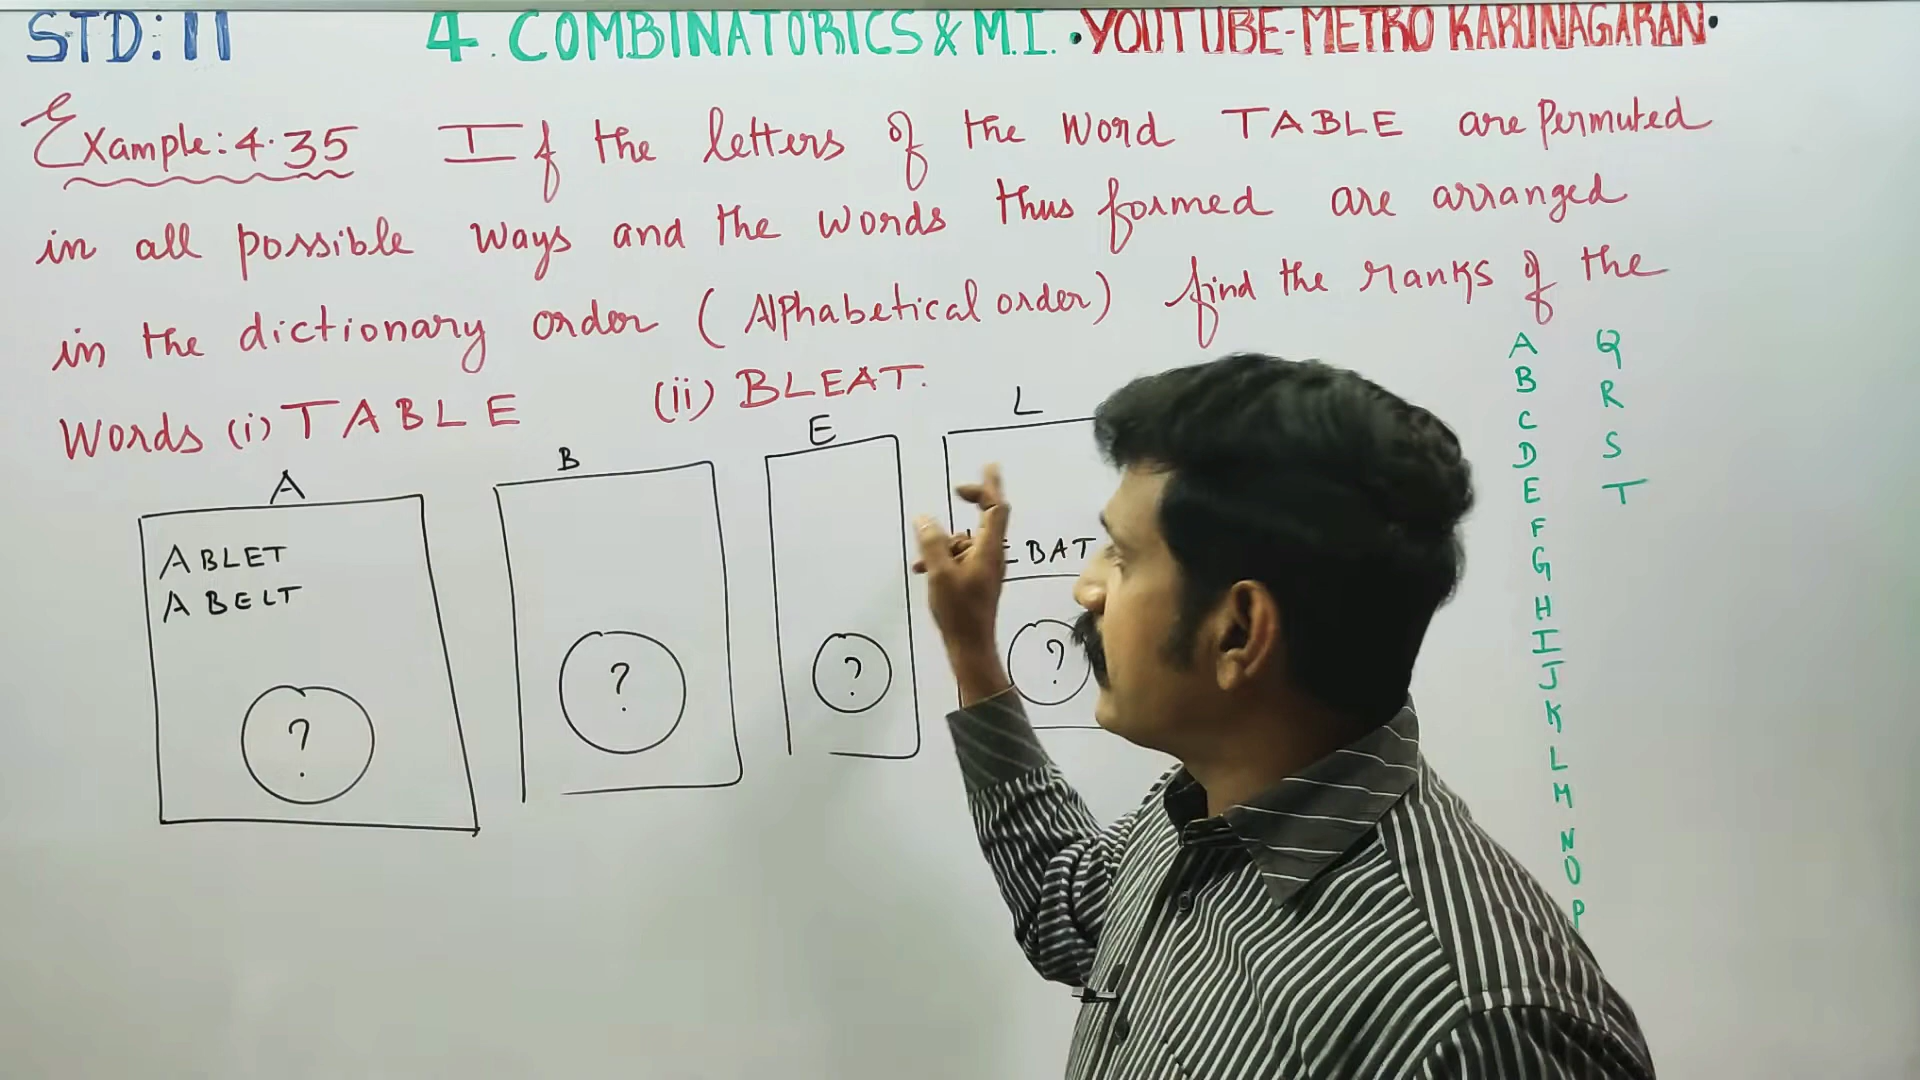 STD: 11 4. COMBINATORICS & M.I. • YOUTUBE-METRO KARUNAGARAN •
Example: 4.35 If the letters of the word TABLE are Permuted
in all possible ways and the words thus formed are arranged
in the dictionary order (Alphabetical order) find the ranks of the
words (i) TABLE (ii) BLEAT.
A B E L
ABLET
ABELT
EBAT
? ? ? ?
A
B
C
D
E
F
G
H
I
J
K
L
M
N
O
P
Q
R
S
T